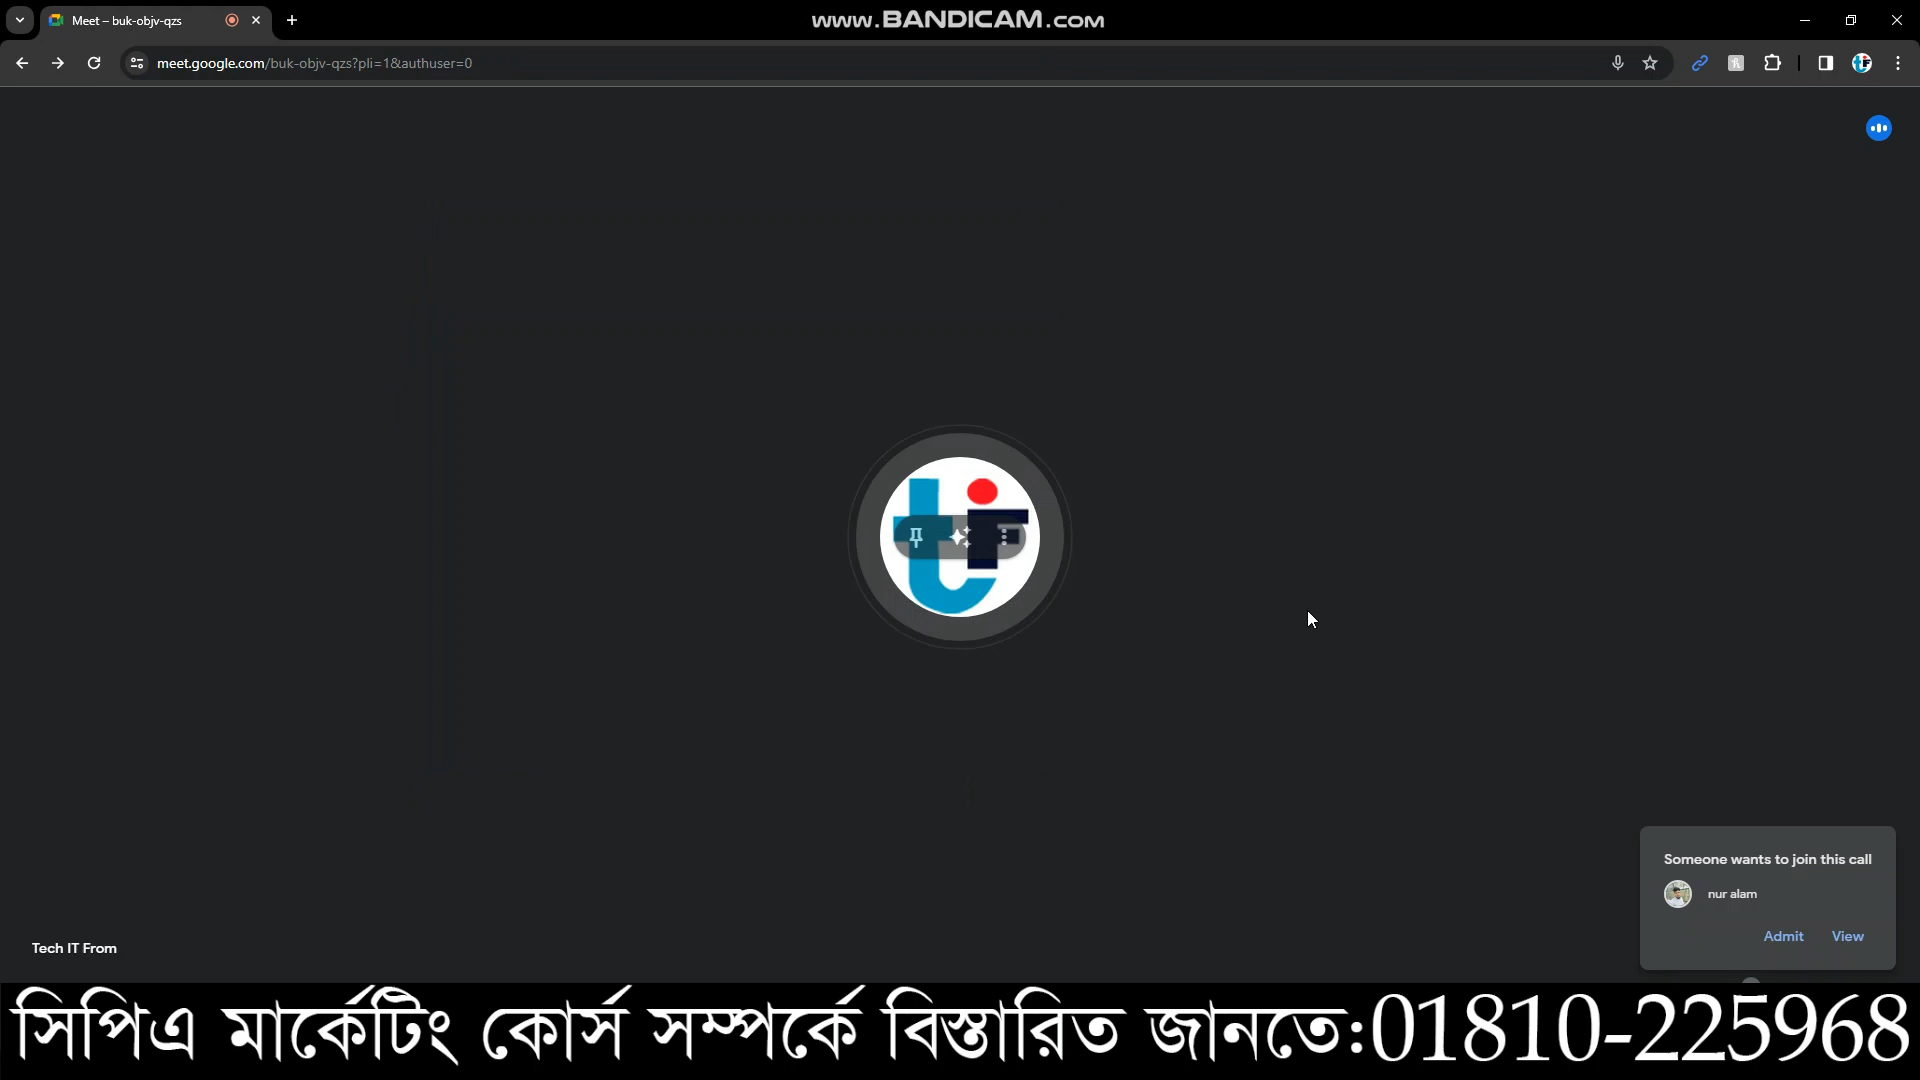 Meet – buk-objv-qzs
www.BANDICAM.com
meet.google.com/buk-objv-qzs?pli=1&authuser=0
tiF
Someone wants to join this call
nur alam
Admit View
Tech IT From
সিপিএ মার্কেটিং কোর্স সম্পর্কে বিস্তারিত জানতে:01810-225968